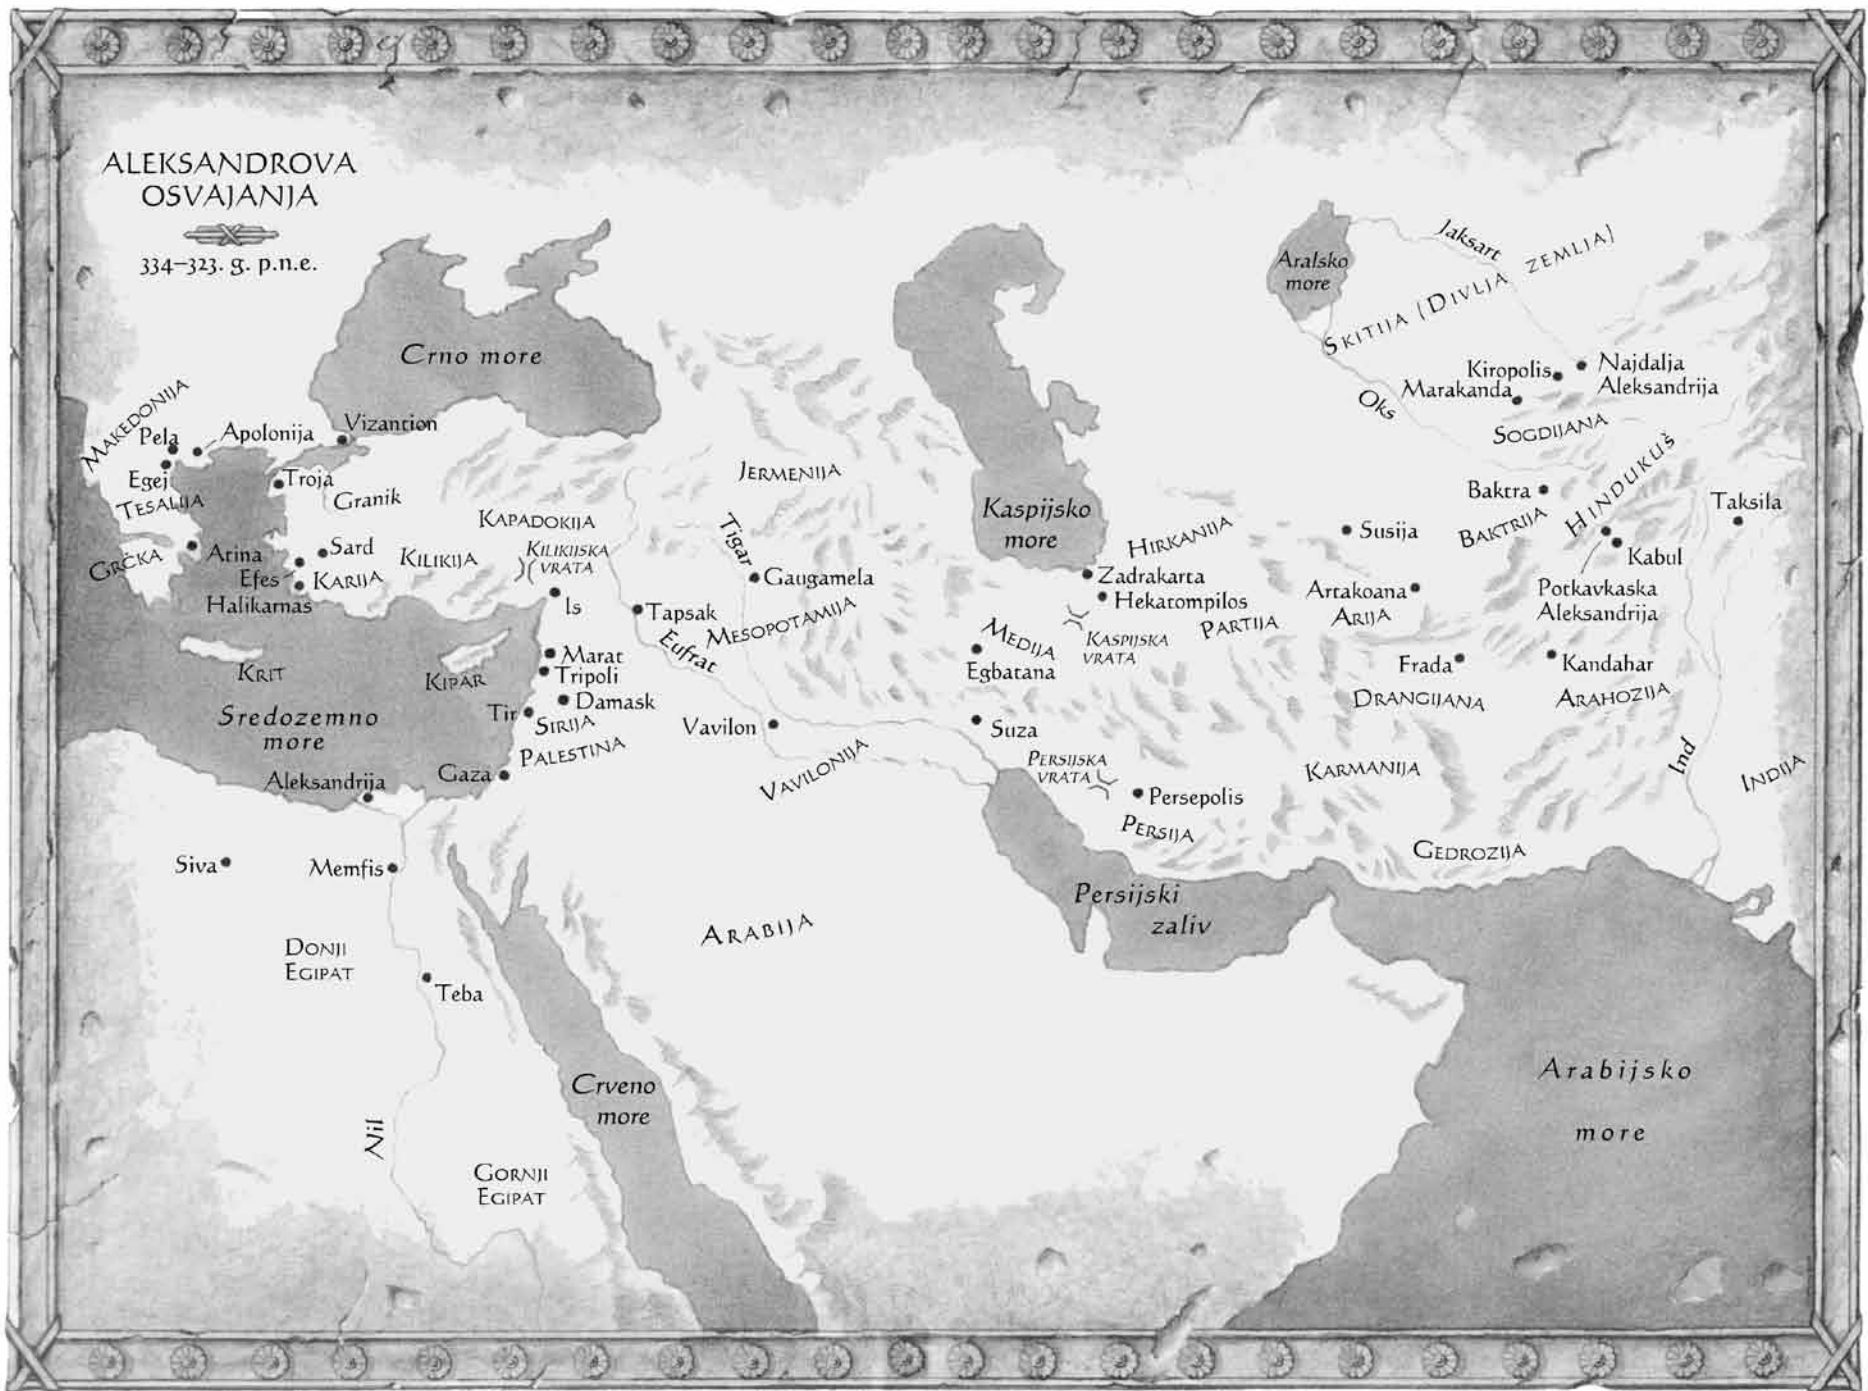 ALEKSANDROVA
OSVAJANJA
334–323. g. p.n.e.
Crno more
Aralsko
more
Jaksart
SKITIJA (DIVLJA ZEMLJA)
Kiropolis
Najdalja
Aleksandrija
Marakanda
Oks
SOGDIJANA
MAKEDONIJA
Pela
Apolonija
Vizantion
Egej
Troja
TESALIJA
Granik
JERMENIJA
KAPADOKIJA
Kaspijsko
more
Baktra
HINDUKUŠ
Taksila
GRČKA
Atina
Sard
KILIKIJA
KILIKIJSKA
VRATA
Tigar
HIRKANIJA
Susija
BAKTRIJA
Kabul
Efes
KARIJA
Halikarnas
Is
Tapsak
Gaugamela
MESOPOTAMIJA
Eufrat
Zadrakarta
Hekatompilos
PARTIJA
Artakoana
ARIJA
Potkavkaska
Aleksandrija
KRIT
KIPAR
Marat
Tripoli
Damask
MEDIJA
Egbatana
KASPIJSKA
VRATA
Frada
Kandahar
DRANGIJANA
ARAHOZIJA
Sredozemno
more
Tir
SIRIJA
PALESTINA
Vavilon
VAVILONIJA
Suza
PERSIJSKA
VRATA
Persepolis
PERSIJA
KARMANIJA
Ind
INDIJA
Aleksandrija
Gaza
GEDROZIJA
Siva
Memfis
Persijski
zaliv
ARABIJA
DONJI
EGIPAT
Teba
Crveno
more
Arabijsko
more
Nil
GORNJI
EGIPAT